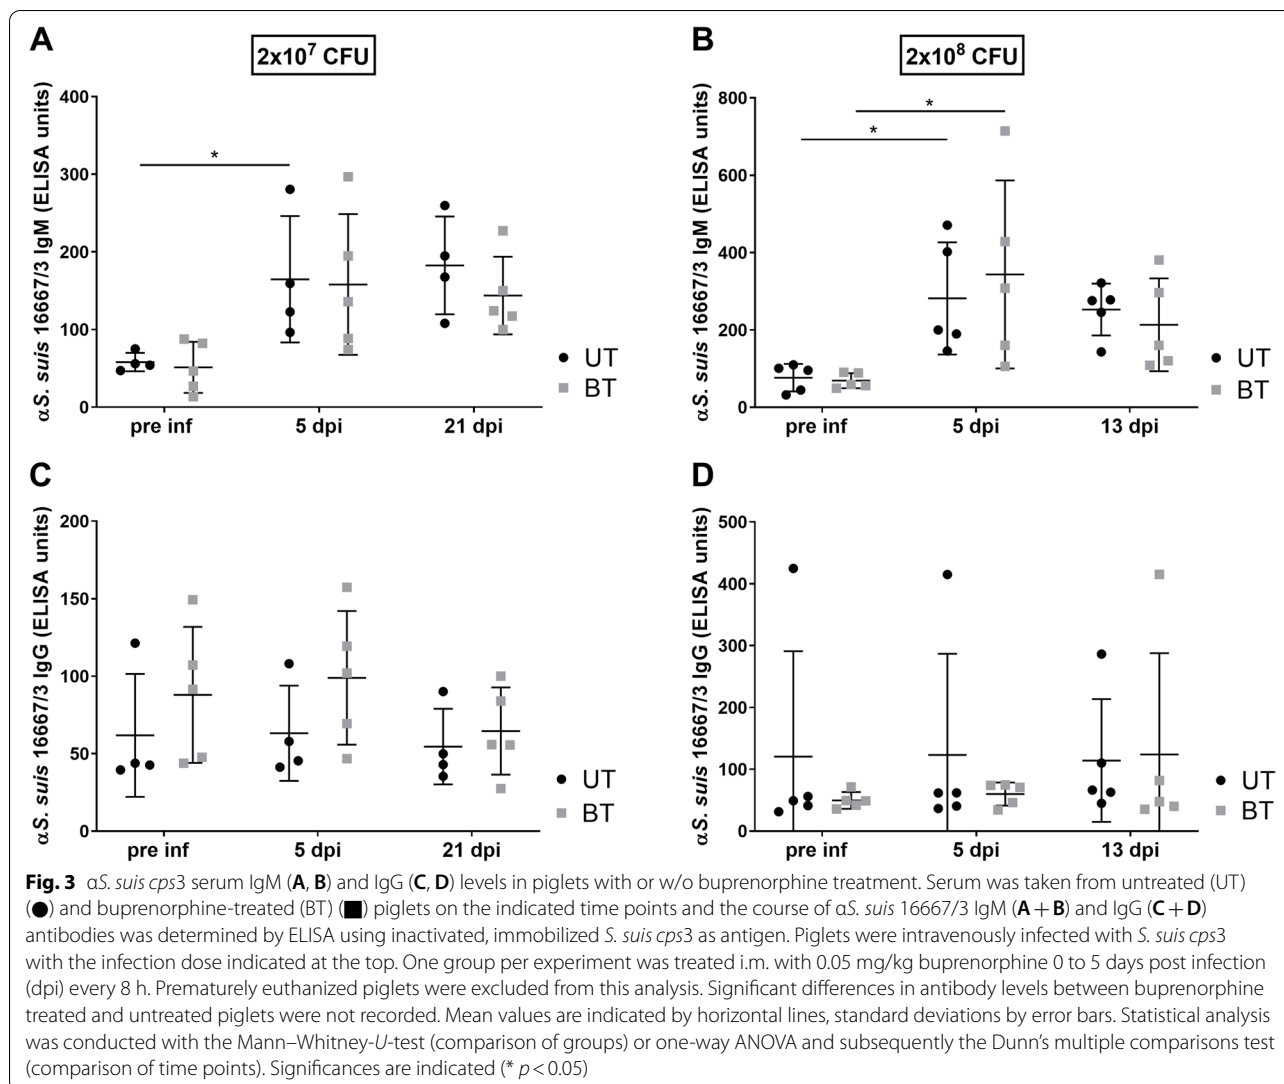 A
2x10⁷ CFU
αS. suis 16667/3 IgM (ELISA units)
400
300
200
100
0
*
pre inf
5 dpi
21 dpi
UT
BT
B
2x10⁸ CFU
αS. suis 16667/3 IgM (ELISA units)
800
600
400
200
0
*
*
pre inf
5 dpi
13 dpi
UT
BT
C
αS. suis 16667/3 IgG (ELISA units)
200
150
100
50
0
pre inf
5 dpi
21 dpi
UT
BT
D
αS. suis 16667/3 IgG (ELISA units)
500
400
300
200
100
0
pre inf
5 dpi
13 dpi
UT
BT
Fig. 3 αS. suis cps3 serum IgM (A, B) and IgG (C, D) levels in piglets with or w/o buprenorphine treatment. Serum was taken from untreated (UT)
(●) and buprenorphine-treated (BT) (■) piglets on the indicated time points and the course of αS. suis 16667/3 IgM (A + B) and IgG (C + D)
antibodies was determined by ELISA using inactivated, immobilized S. suis cps3 as antigen. Piglets were intravenously infected with S. suis cps3
with the infection dose indicated at the top. One group per experiment was treated i.m. with 0.05 mg/kg buprenorphine 0 to 5 days post infection
(dpi) every 8 h. Prematurely euthanized piglets were excluded from this analysis. Significant differences in antibody levels between buprenorphine
treated and untreated piglets were not recorded. Mean values are indicated by horizontal lines, standard deviations by error bars. Statistical analysis
was conducted with the Mann–Whitney-U-test (comparison of groups) or one-way ANOVA and subsequently the Dunn's multiple comparisons test
(comparison of time points). Significances are indicated (* p < 0.05)